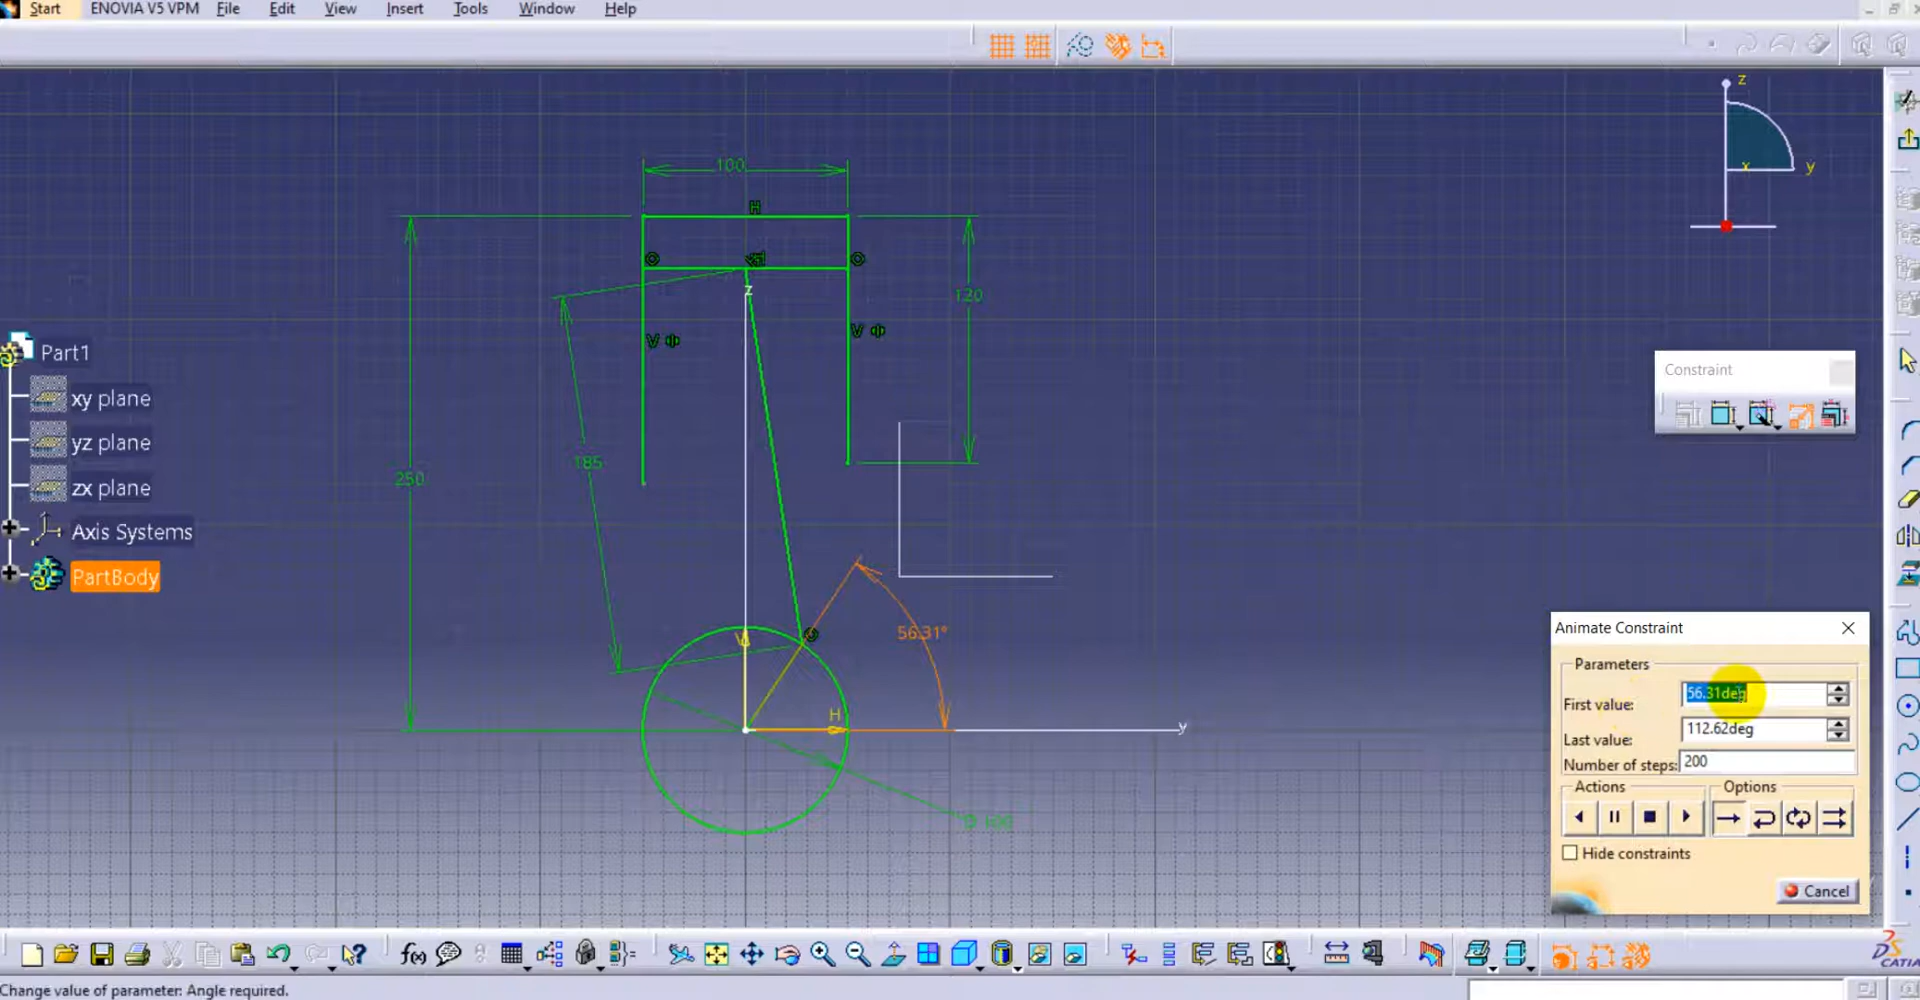 Start ENOVIA V5 VPM File Edit View Insert Tools Window Help
z
x y
100
H
120
z
V V
250
185
Part1
xy plane
yz plane
zx plane
Axis Systems
PartBody
Constraint
56.31°
V
H
y
D 100
Animate Constraint
Parameters
First value: 56.31deg
Last value: 112.62deg
Number of steps: 200
Actions Options
Hide constraints
Cancel
f(x)
CATIA
Change value of parameter: Angle required.